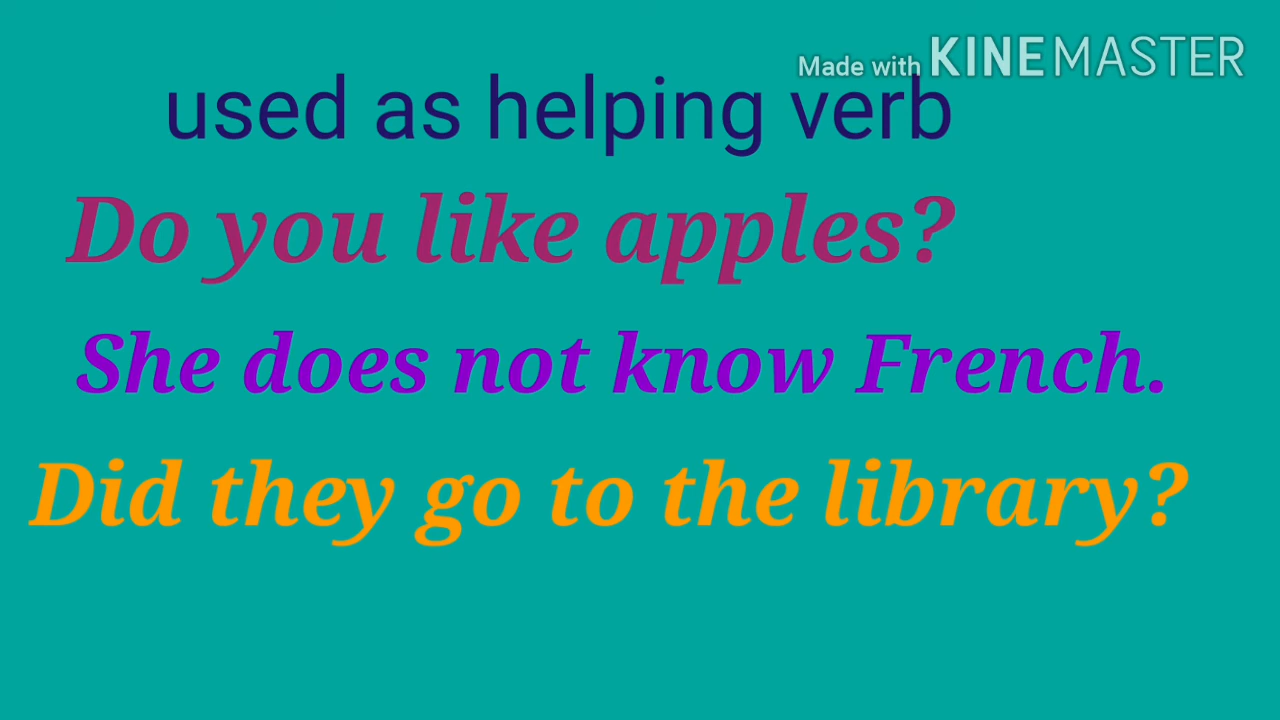 Made with KINEMASTER
used as helping verb
Do you like apples?
She does not know French.
Did they go to the library?